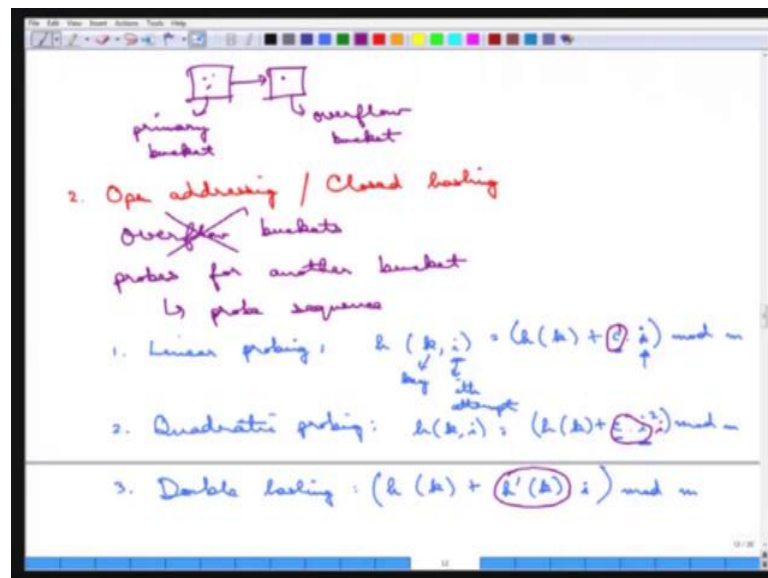 File Edit View Insert Actions Tools Help
primary bucket
overflow bucket
2. Open addressing / Closed hashing
overflow buckets
probes for another bucket
↳ probe sequence
1. Linear probing: h (k, i) = (h(k) + c. i) mod m
key
ith attempt
2. Quadratic probing: h(k,i) = (h(k) + c. i²) mod m
3. Double hashing: (h (k) + h'(k) i) mod m
12